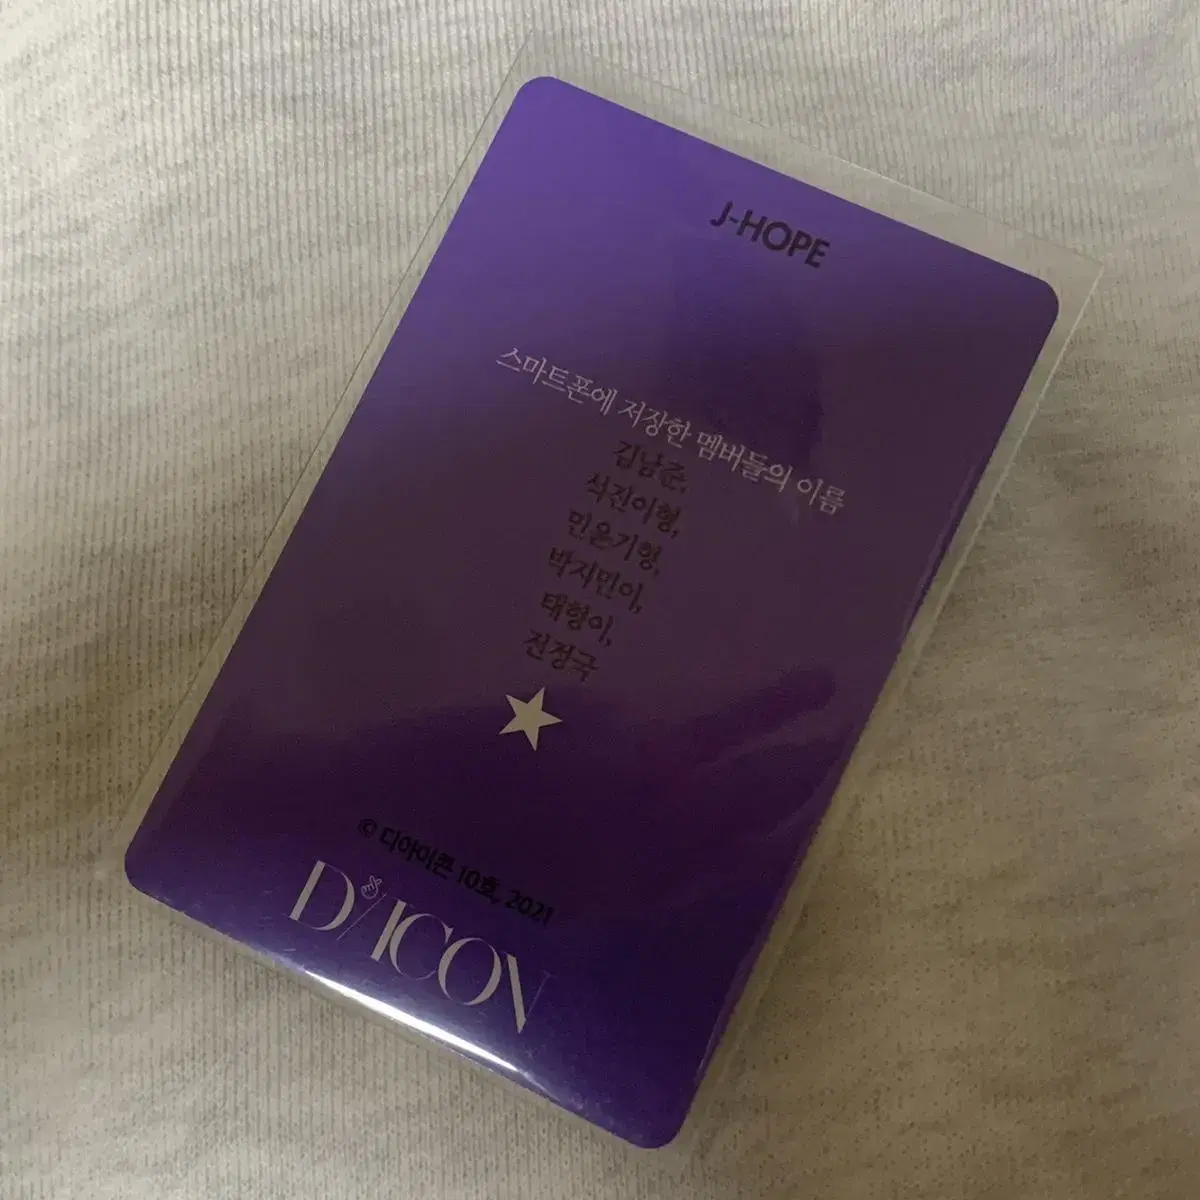 J-HOPE
스마트폰에 저장한 멤버들의 이름
김남준,
석진이형,
민윤기형,
박지민이,
태형이,
전정국
© 디아이콘 10호, 2021
D/ICON